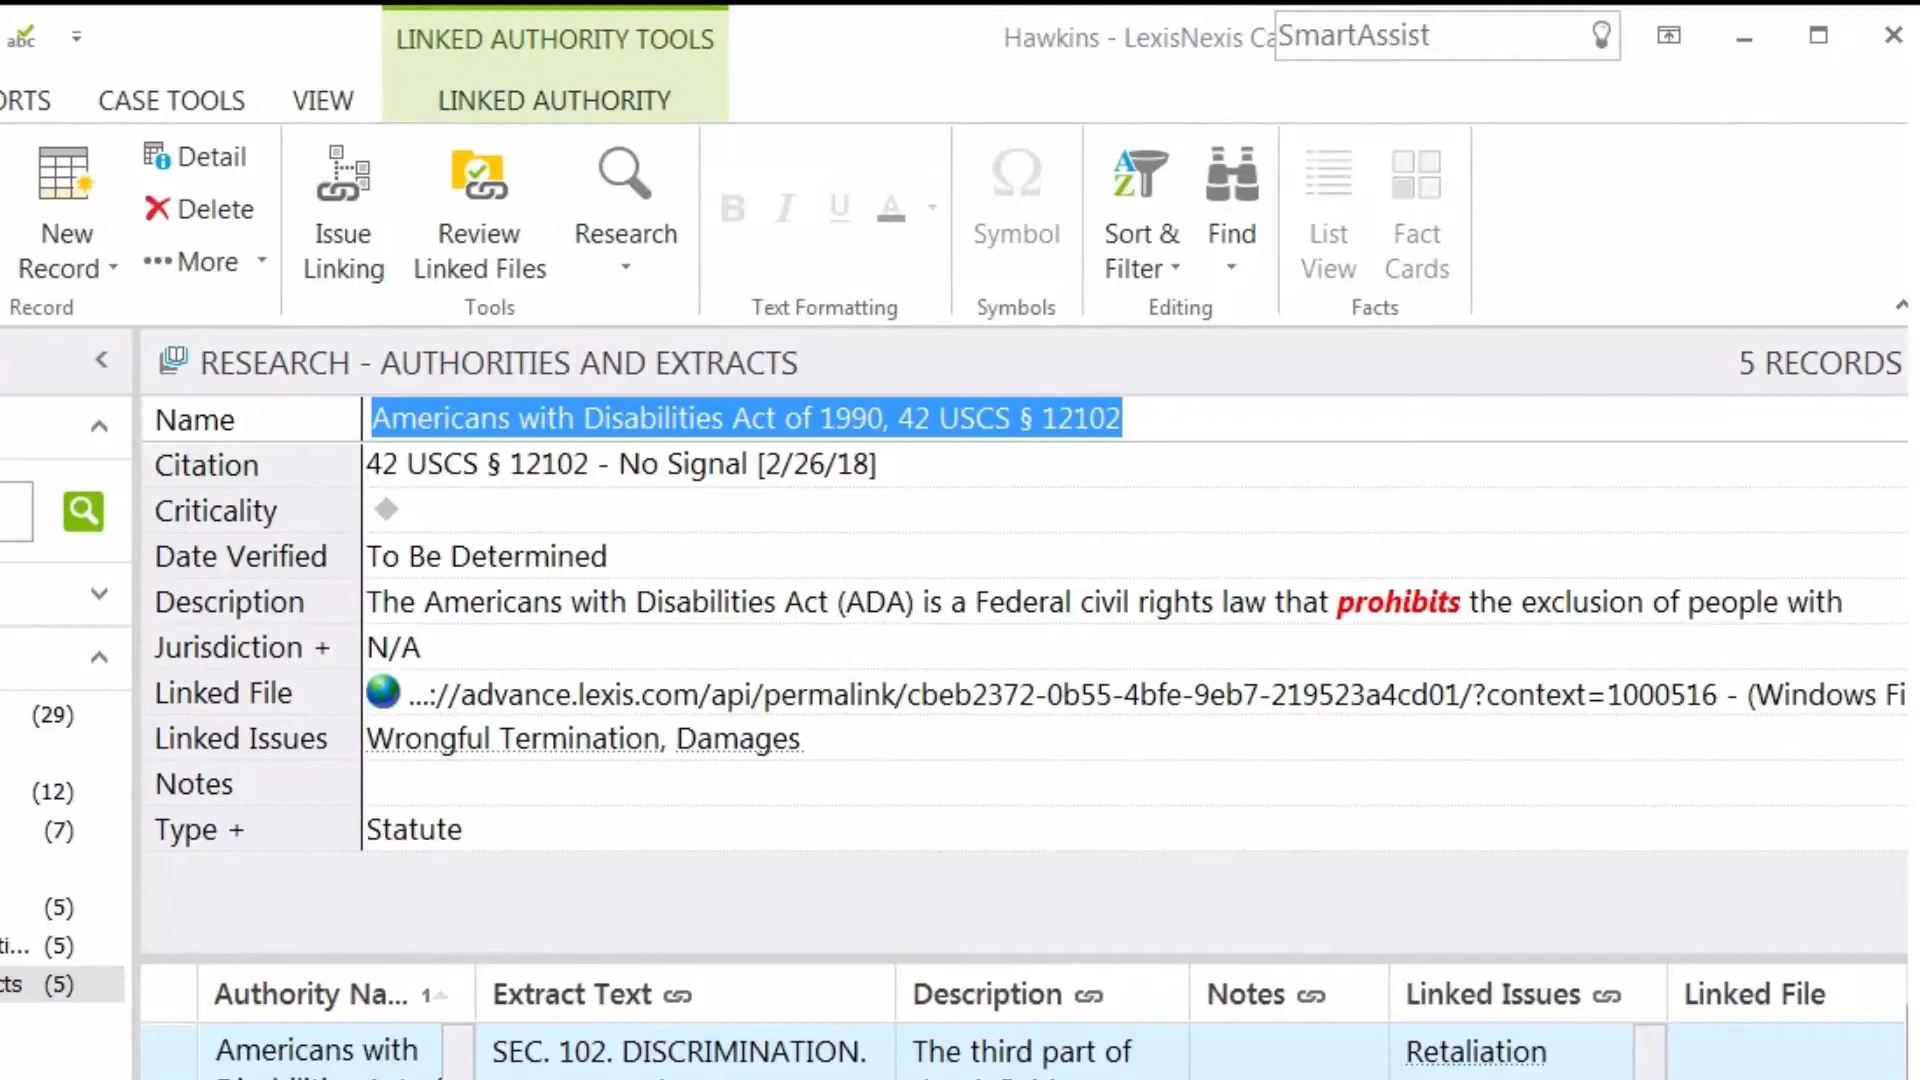 abc
LINKED AUTHORITY TOOLS
Hawkins - LexisNexis Ca
SmartAssist
ORTS
CASE TOOLS
VIEW
LINKED AUTHORITY
New Record
Detail
Delete
More
Record
Issue Linking
Review Linked Files
Research
Tools
B I U A
Text Formatting
Ω
Symbol
Symbols
AZ
Sort & Filter
Find
Editing
List View
Fact Cards
Facts
RESEARCH - AUTHORITIES AND EXTRACTS
5 RECORDS
Name
Americans with Disabilities Act of 1990, 42 USCS § 12102
Citation
42 USCS § 12102 - No Signal [2/26/18]
Criticality
Date Verified
To Be Determined
Description
The Americans with Disabilities Act (ADA) is a Federal civil rights law that prohibits the exclusion of people with
Jurisdiction +
N/A
Linked File
...://advance.lexis.com/api/permalink/cbeb2372-0b55-4bfe-9eb7-219523a4cd01/?context=1000516 - (Windows Fi
Linked Issues
Wrongful Termination, Damages
Notes
Type +
Statute
(29)
(12)
(7)
(5)
ti... (5)
cts (5)
Authority Na... 1
Extract Text
Description
Notes
Linked Issues
Linked File
Americans with
SEC. 102. DISCRIMINATION.
The third part of
Retaliation